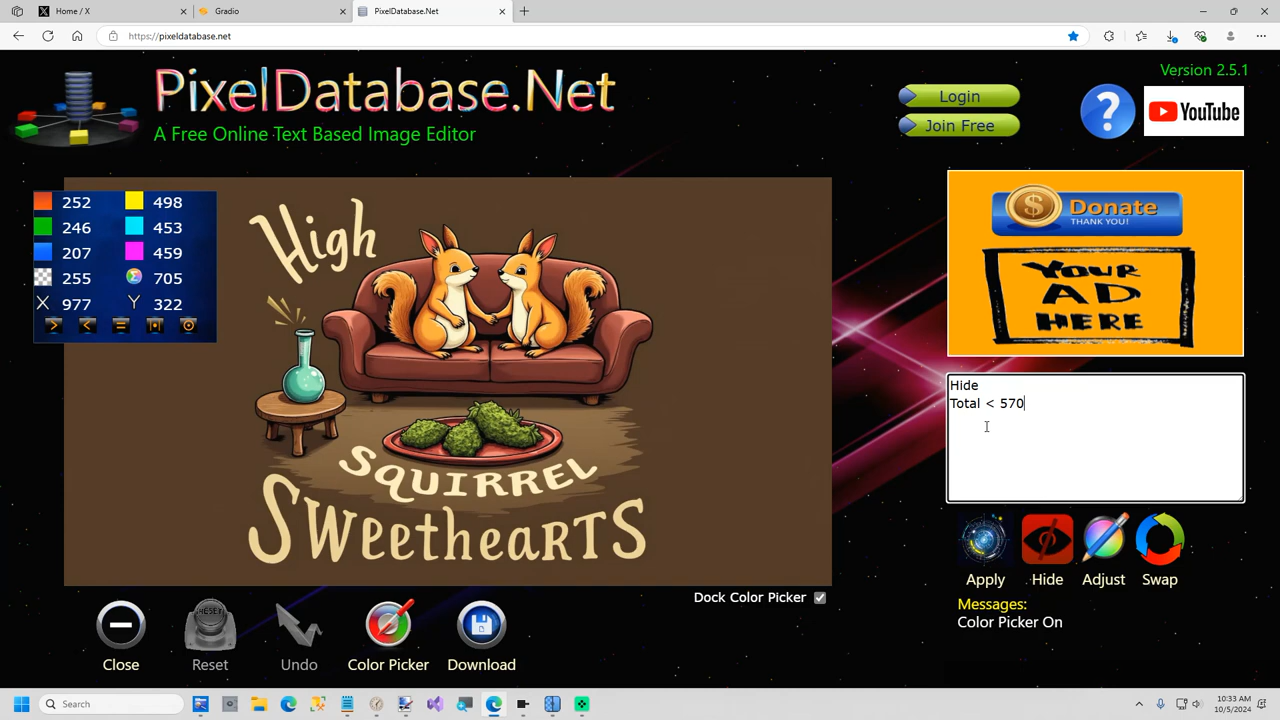 Home / X
Gradio
PixelDatabase.Net
https://pixeldatabase.net
Version 2.5.1
PixelDatabase.Net
A Free Online Text Based Image Editor
Login
Join Free
?
YouTube
252 498
246 453
207 459
255 Σ 705
X 977 Y 322
High
SQUIRREL
SWeetheaRTS
$ Donate
THANK YOU!
YOUR
AD
HERE
Hide
Total < 570
Apply Hide Adjust Swap
Messages:
Color Picker On
Dock Color Picker
RESET
Close Reset Undo Color Picker Download
Search
10:33 AM
10/5/2024